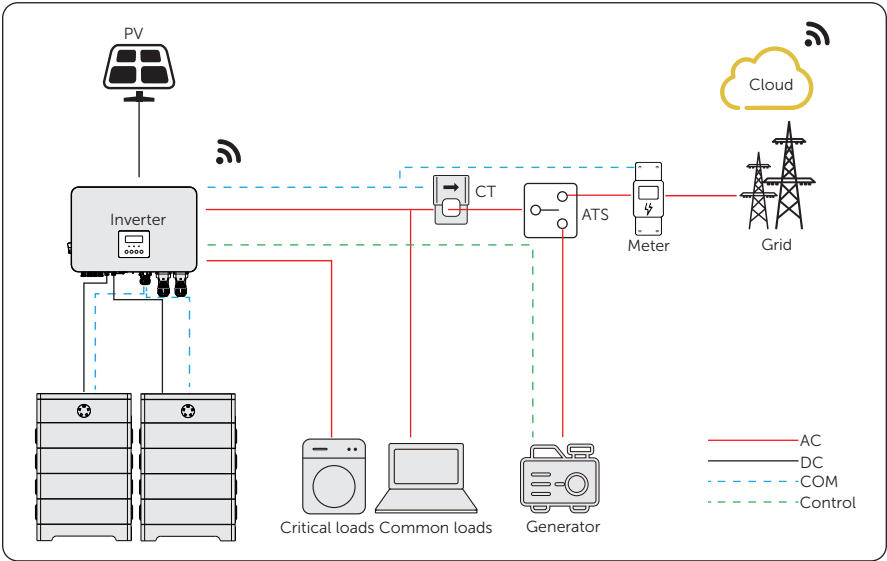 PV
Cloud
CT
Inverter
ATS
Meter
Grid
Critical loads
Common loads
Generator
AC
DC
COM
Control